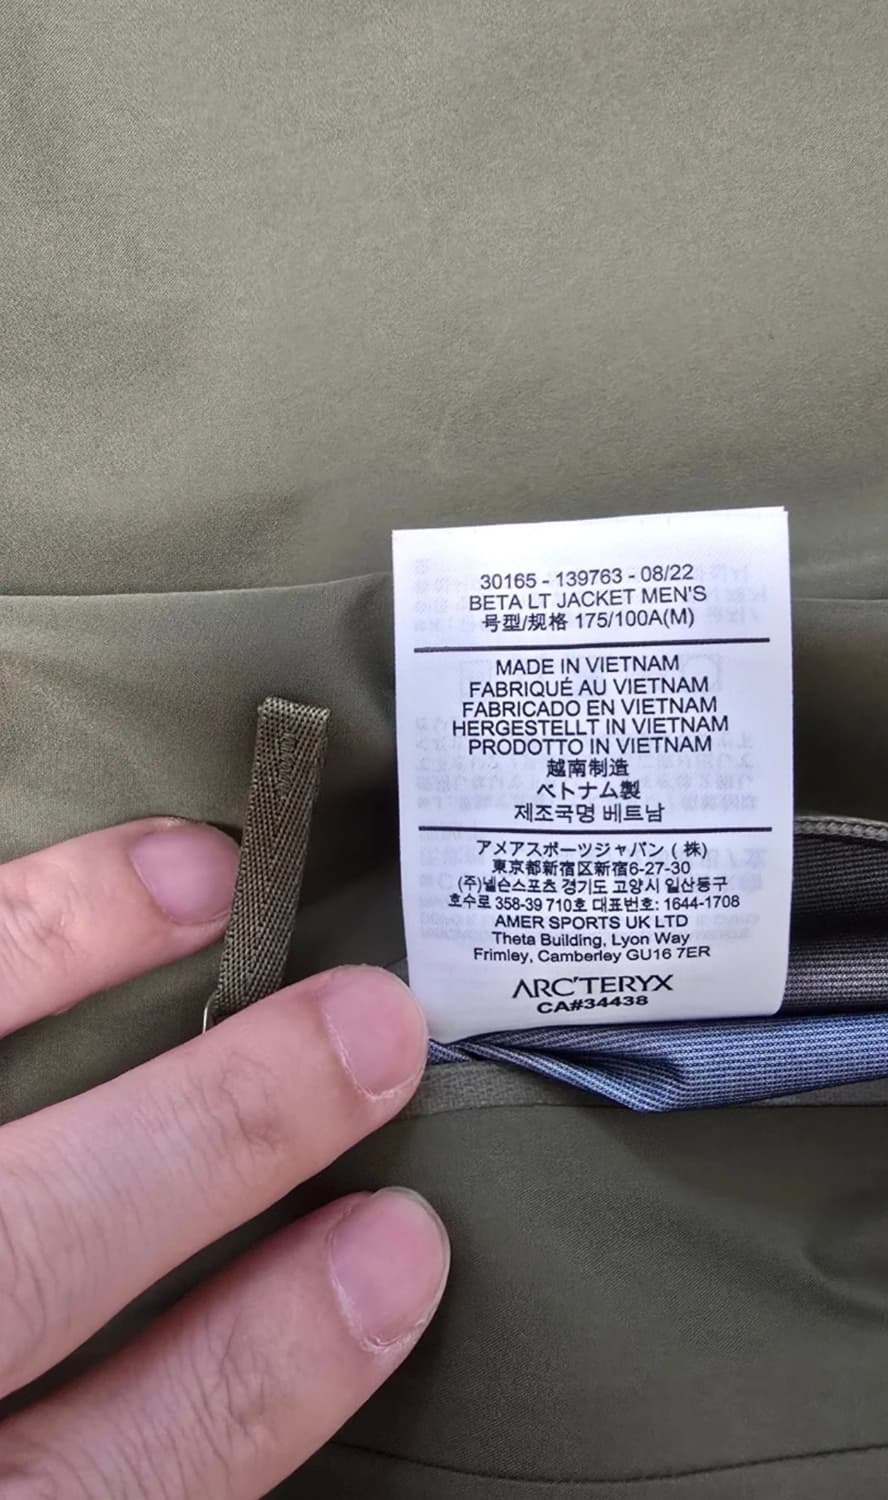 30165 - 139763 - 08/22
BETA LT JACKET MEN'S
号型/规格 175/100A(M)
MADE IN VIETNAM
FABRIQUÉ AU VIETNAM
FABRICADO EN VIETNAM
HERGESTELLT IN VIETNAM
PRODOTTO IN VIETNAM
越南制造
ベトナム製
제조국명 베트남
アメアスポーツジャパン（株）
東京都新宿区新宿6-27-30
(주)넬슨스포츠 경기도 고양시 일산동구
호수로 358-39 710호 대표번호: 1644-1708
AMER SPORTS UK LTD
Theta Building, Lyon Way
Frimley, Camberley GU16 7ER
ARC'TERYX
CA#34438